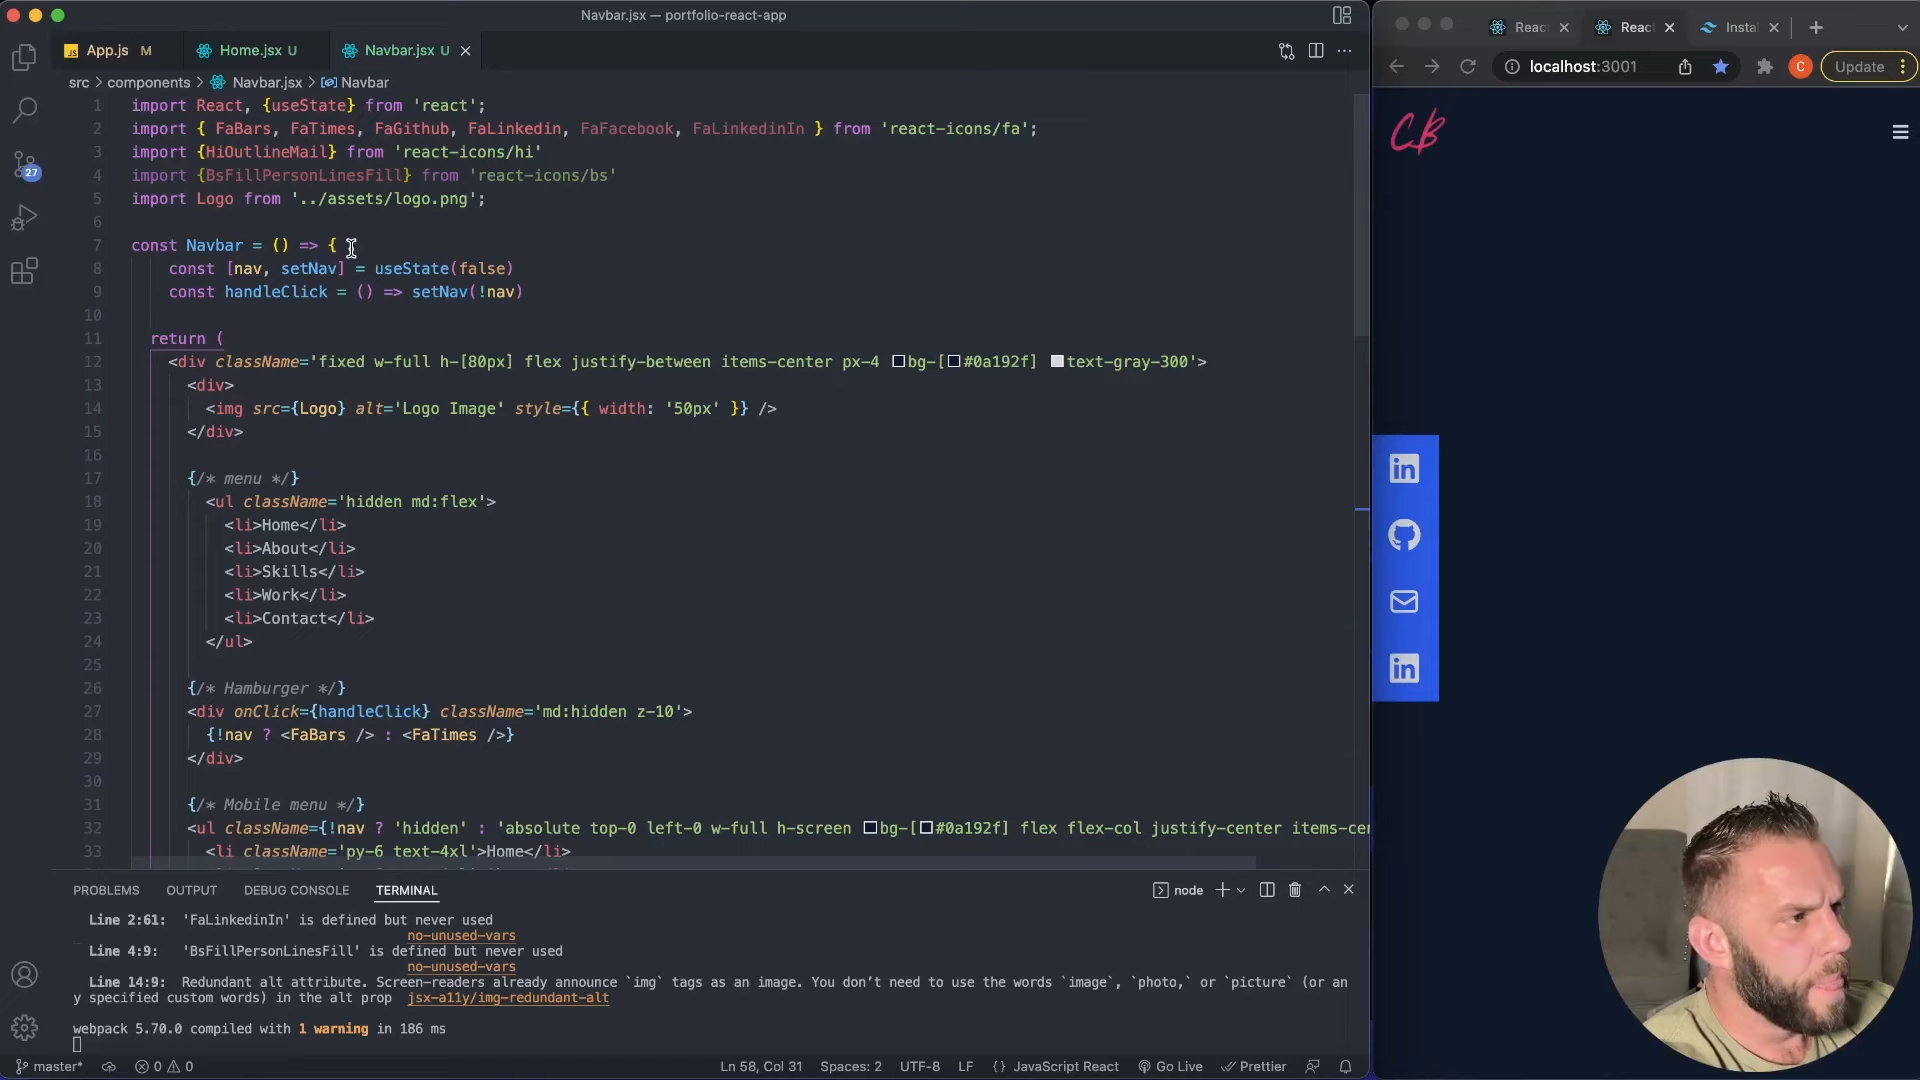 Navbar.jsx — portfolio-react-app
App.js M
Home.jsx U
Navbar.jsx U
src > components > Navbar.jsx > Navbar
1 import React, {useState} from 'react';
2 import { FaBars, FaTimes, FaGithub, FaLinkedin, FaFacebook, FaLinkedinIn } from 'react-icons/fa';
3 import {HiOutlineMail} from 'react-icons/hi'
4 import {BsFillPersonLinesFill} from 'react-icons/bs'
5 import Logo from '../assets/logo.png';
6
7 const Navbar = () => {
8 const [nav, setNav] = useState(false)
9 const handleClick = () => setNav(!nav)
10
11 return (
12 <div className='fixed w-full h-[80px] flex justify-between items-center px-4 bg-[#0a192f] text-gray-300'>
13 <div>
14 <img src={Logo} alt='Logo Image' style={{ width: '50px' }} />
15 </div>
16
17 {/* menu */}
18 <ul className='hidden md:flex'>
19 <li>Home</li>
20 <li>About</li>
21 <li>Skills</li>
22 <li>Work</li>
23 <li>Contact</li>
24 </ul>
25
26 {/* Hamburger */}
27 <div onClick={handleClick} className='md:hidden z-10'>
28 {!nav ? <FaBars /> : <FaTimes />}
29 </div>
30
31 {/* Mobile menu */}
32 <ul className={!nav ? 'hidden' : 'absolute top-0 left-0 w-full h-screen bg-[#0a192f] flex flex-col justify-center items-cen
33 <li className='py-6 text-4xl'>Home</li>
27
PROBLEMS OUTPUT DEBUG CONSOLE TERMINAL
node
Line 2:61: 'FaLinkedinIn' is defined but never used
no-unused-vars
Line 4:9: 'BsFillPersonLinesFill' is defined but never used
no-unused-vars
Line 14:9: Redundant alt attribute. Screen-readers already announce `img` tags as an image. You don't need to use the words `image`, `photo,` or `picture` (or an
y specified custom words) in the alt prop jsx-a11y/img-redundant-alt
webpack 5.70.0 compiled with 1 warning in 186 ms
master* 0 0
Ln 58, Col 31 Spaces: 2 UTF-8 LF {} JavaScript React Go Live Prettier
React
React
Instal
localhost:3001
C
Update
CB
in
in